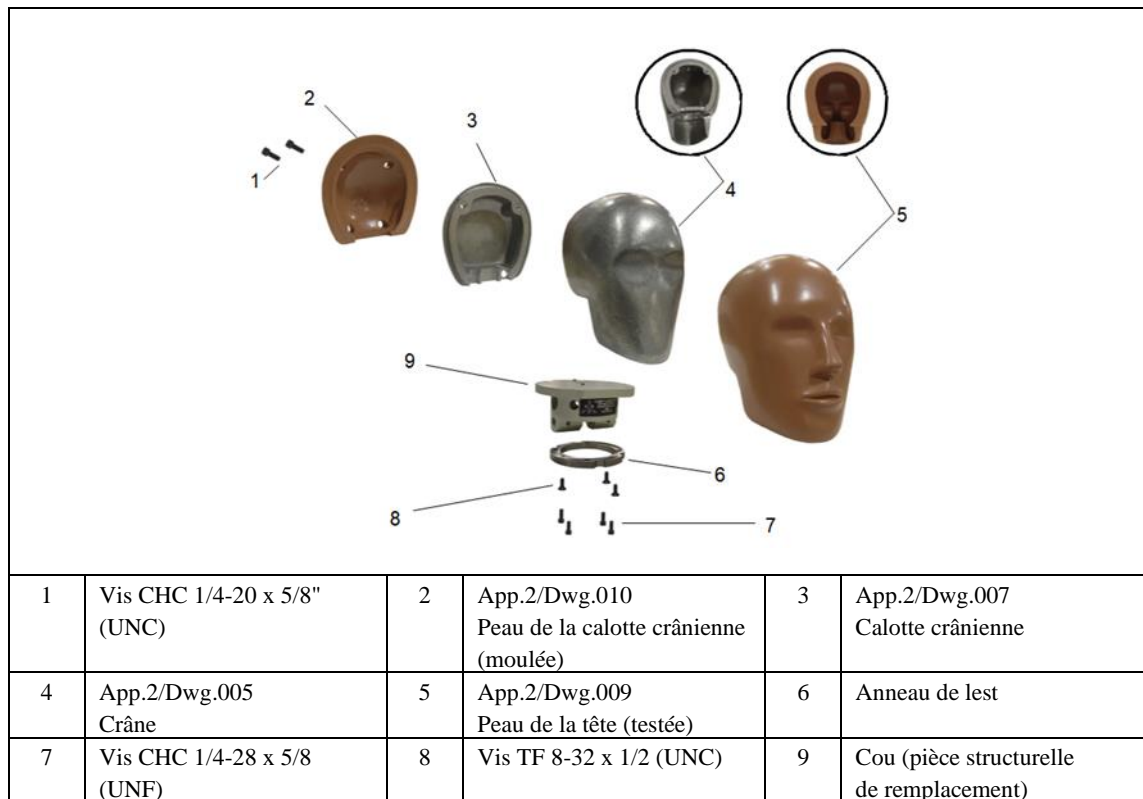 2
3
1
4
5
9
6
8
7
1 Vis CHC 1/4-20 x 5/8"
(UNC)
2 App.2/Dwg.010
Peau de la calotte crânienne
(moulée)
3 App.2/Dwg.007
Calotte crânienne
4 App.2/Dwg.005
Crâne
5 App.2/Dwg.009
Peau de la tête (testée)
6 Anneau de lest
7 Vis CHC 1/4-28 x 5/8
(UNF)
8 Vis TF 8-32 x 1/2 (UNC)
9 Cou (pièce structurelle
de remplacement)